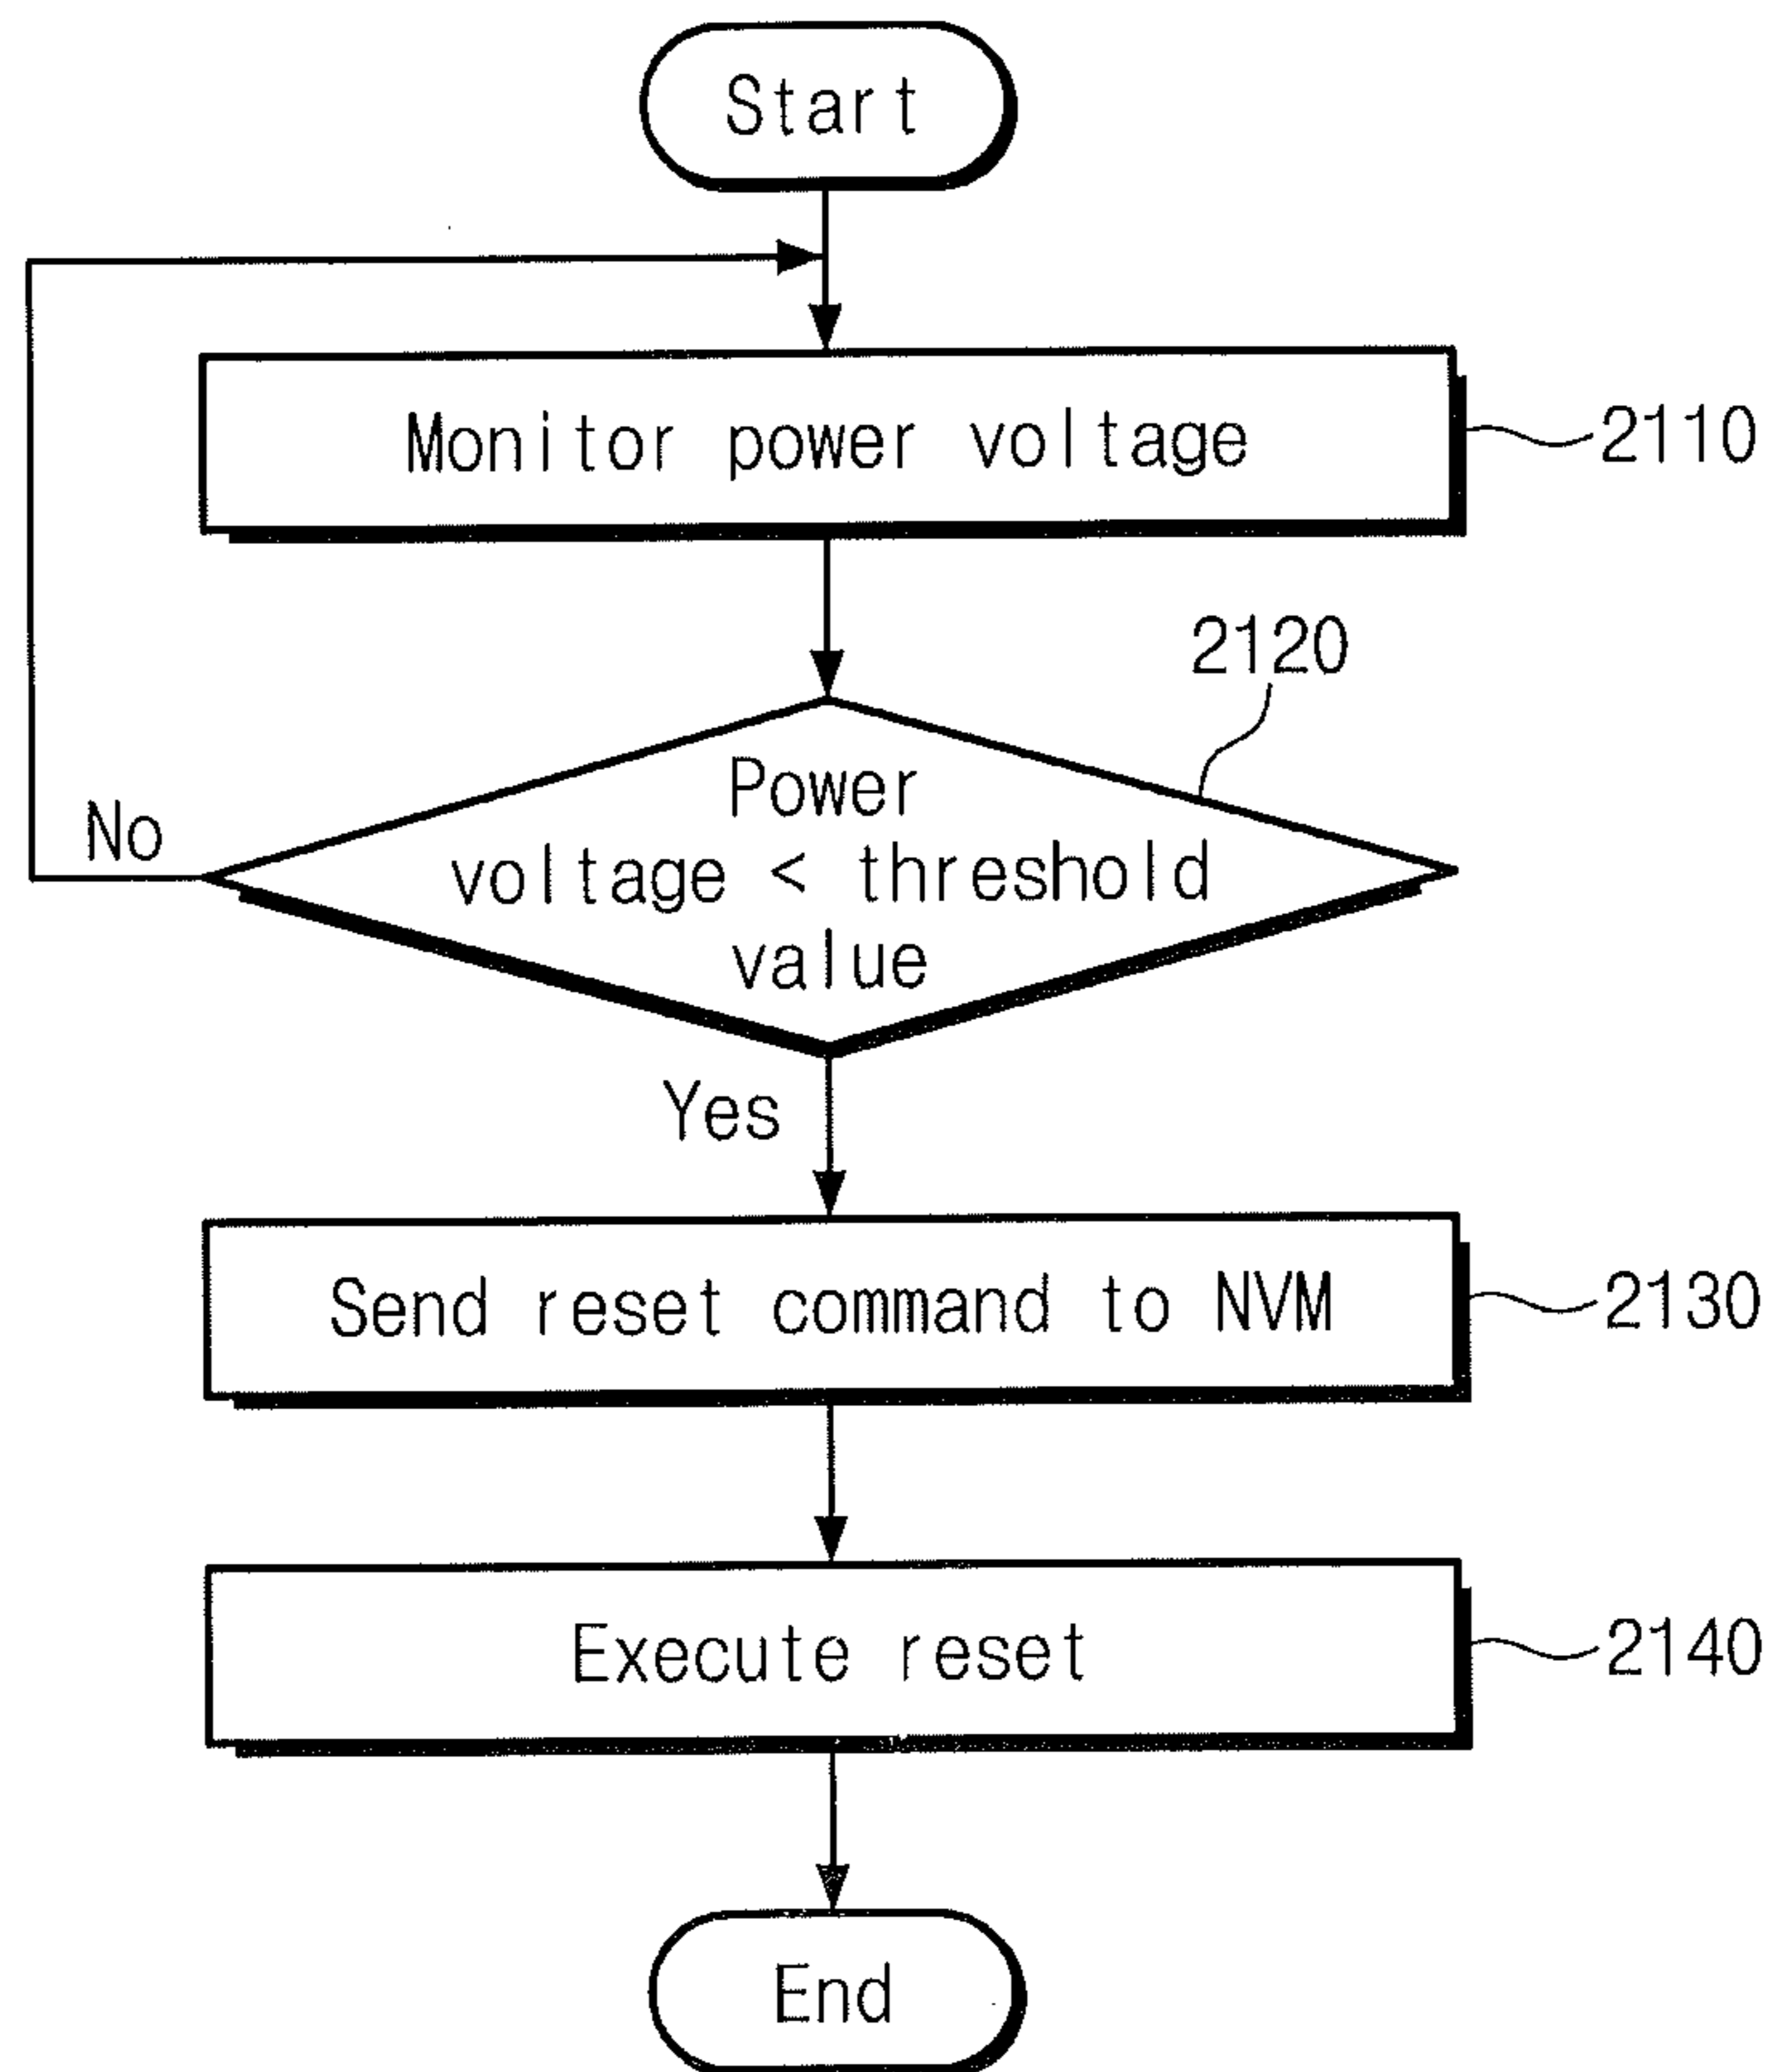 Start
Monitor power voltage
2110
2120
Power
voltage < threshold
value
No
Yes
Send reset command to NVM
2130
Execute reset
2140
End